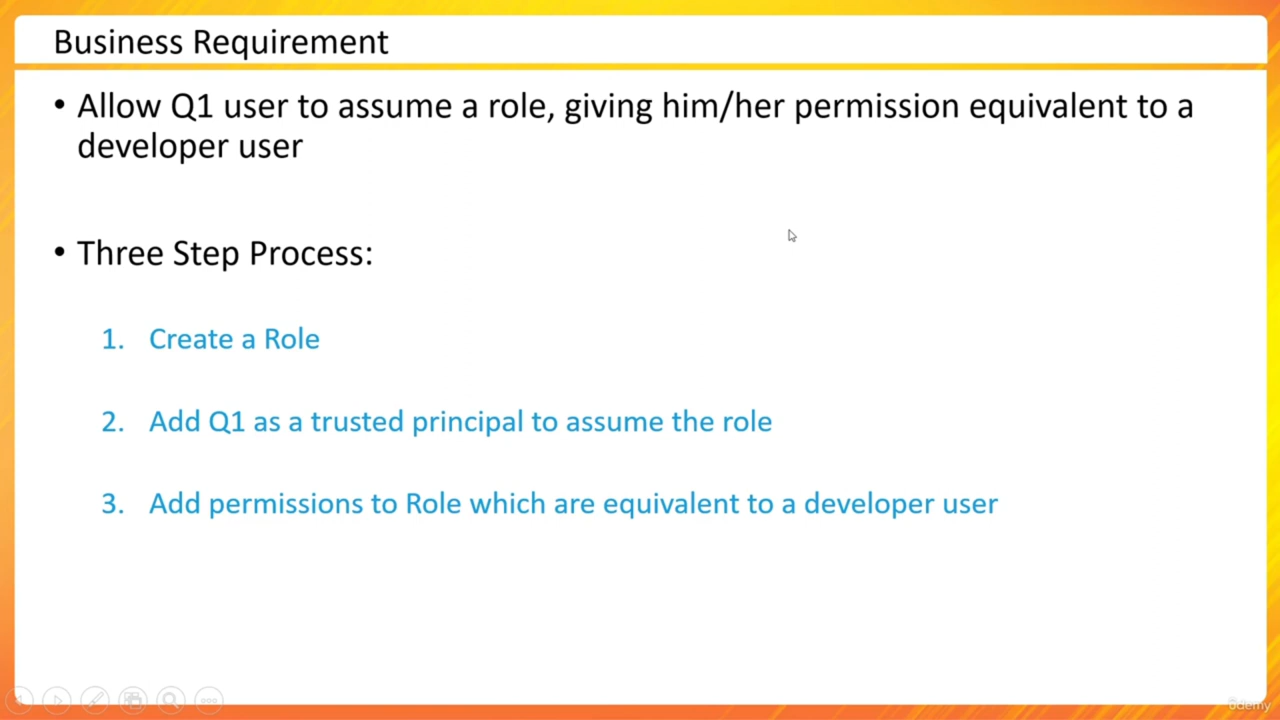 Business Requirement
• Allow Q1 user to assume a role, giving him/her permission equivalent to a
developer user
• Three Step Process:
1. Create a Role
2. Add Q1 as a trusted principal to assume the role
3. Add permissions to Role which are equivalent to a developer user
ûdemy